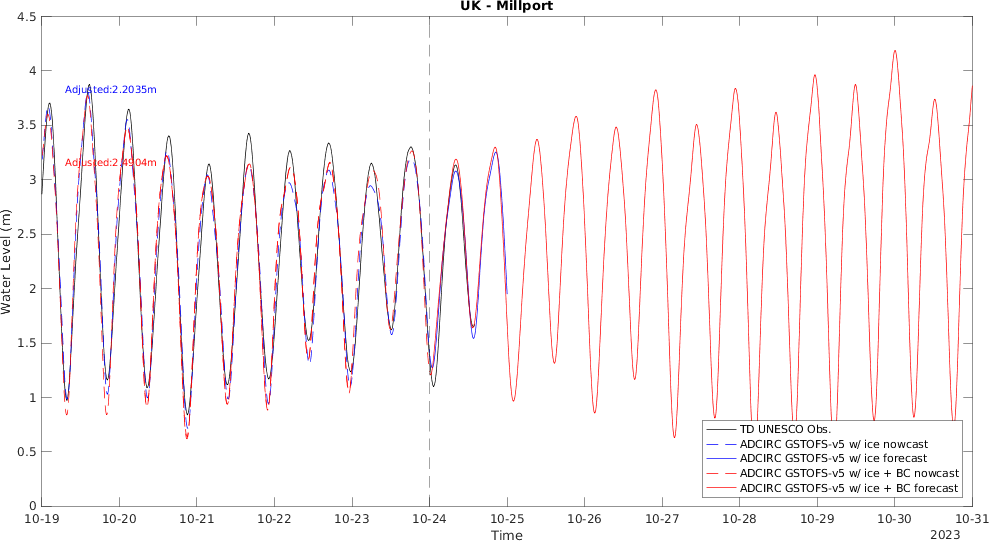 UK - Millport
4.5
4
3.5
3
2.5
2
1.5
1
0.5
0
Water Level (m)
Adjusted:2.2035m
Adjusted:2.4904m
TD UNESCO Obs.
ADCIRC GSTOFS-v5 w/ ice nowcast
ADCIRC GSTOFS-v5 w/ ice forecast
ADCIRC GSTOFS-v5 w/ ice + BC nowcast
ADCIRC GSTOFS-v5 w/ ice + BC forecast
10-19 10-20 10-21 10-22 10-23 10-24 10-25 10-26 10-27 10-28 10-29 10-30 10-31
Time
2023